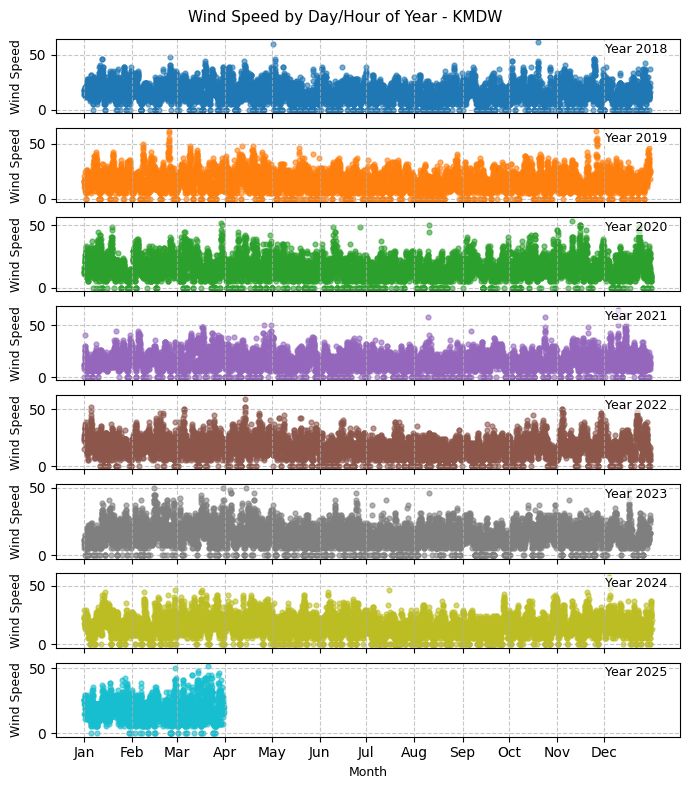 Wind Speed by Day/Hour of Year - KMDW
Wind Speed
50
0
Year 2018
Wind Speed
50
0
Year 2019
Wind Speed
50
0
Year 2020
Wind Speed
50
0
Year 2021
Wind Speed
50
0
Year 2022
Wind Speed
50
0
Year 2023
Wind Speed
50
0
Year 2024
Wind Speed
50
0
Year 2025
Jan Feb Mar Apr May Jun Jul Aug Sep Oct Nov Dec
Month